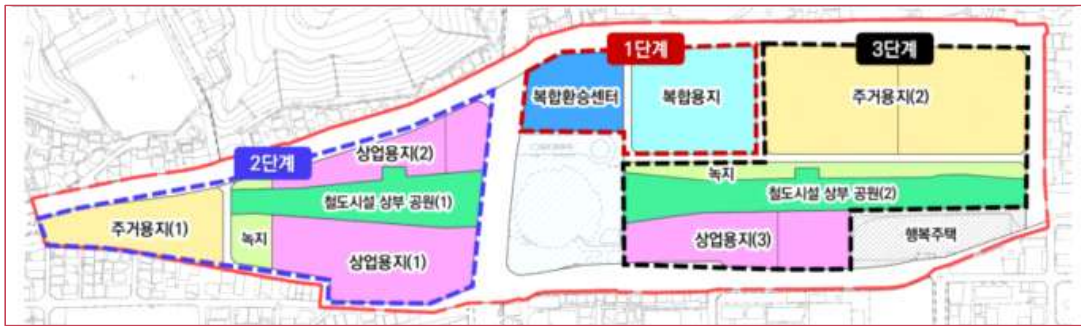 1단계
3단계
복합환승센터
복합용지
주거용지(2)
상업용지(2)
2단계
녹지
철도시설 상부 공원(1)
철도시설 상부 공원(2)
주거용지(1)
녹지
상업용지(3)
행복주택
상업용지(1)